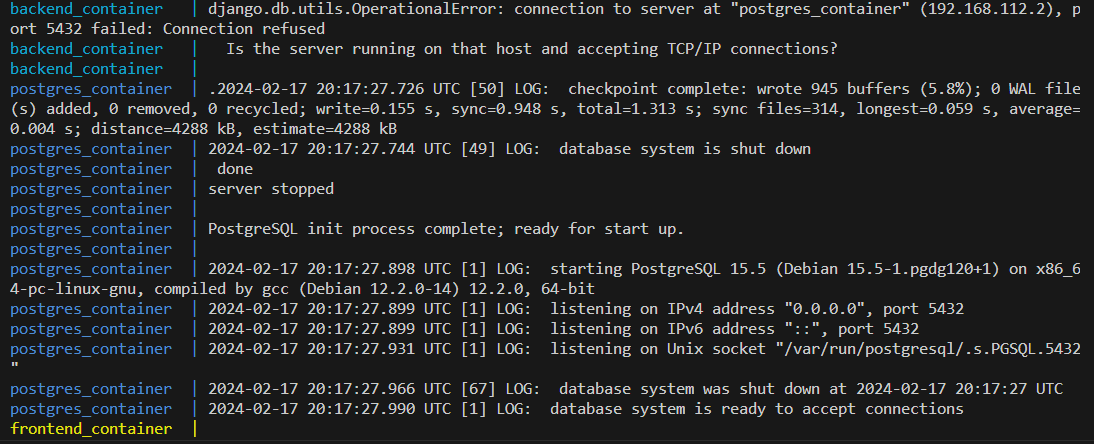 backend_container   | django.db.utils.OperationalError: connection to server at "postgres_container" (192.168.112.2), p
ort 5432 failed: Connection refused
backend_container   |   Is the server running on that host and accepting TCP/IP connections?
backend_container   |
postgres_container  | .2024-02-17 20:17:27.726 UTC [50] LOG:  checkpoint complete: wrote 945 buffers (5.8%); 0 WAL file
(s) added, 0 removed, 0 recycled; write=0.155 s, sync=0.948 s, total=1.313 s; sync files=314, longest=0.059 s, average=
0.004 s; distance=4288 kB, estimate=4288 kB
postgres_container  | 2024-02-17 20:17:27.744 UTC [49] LOG:  database system is shut down
postgres_container  |  done
postgres_container  | server stopped
postgres_container  |
postgres_container  | PostgreSQL init process complete; ready for start up.
postgres_container  |
postgres_container  | 2024-02-17 20:17:27.898 UTC [1] LOG:  starting PostgreSQL 15.5 (Debian 15.5-1.pgdg120+1) on x86_6
4-pc-linux-gnu, compiled by gcc (Debian 12.2.0-14) 12.2.0, 64-bit
postgres_container  | 2024-02-17 20:17:27.899 UTC [1] LOG:  listening on IPv4 address "0.0.0.0", port 5432
postgres_container  | 2024-02-17 20:17:27.899 UTC [1] LOG:  listening on IPv6 address "::", port 5432
postgres_container  | 2024-02-17 20:17:27.931 UTC [1] LOG:  listening on Unix socket "/var/run/postgresql/.s.PGSQL.5432
"
postgres_container  | 2024-02-17 20:17:27.966 UTC [67] LOG:  database system was shut down at 2024-02-17 20:17:27 UTC
postgres_container  | 2024-02-17 20:17:27.990 UTC [1] LOG:  database system is ready to accept connections
frontend_container  |